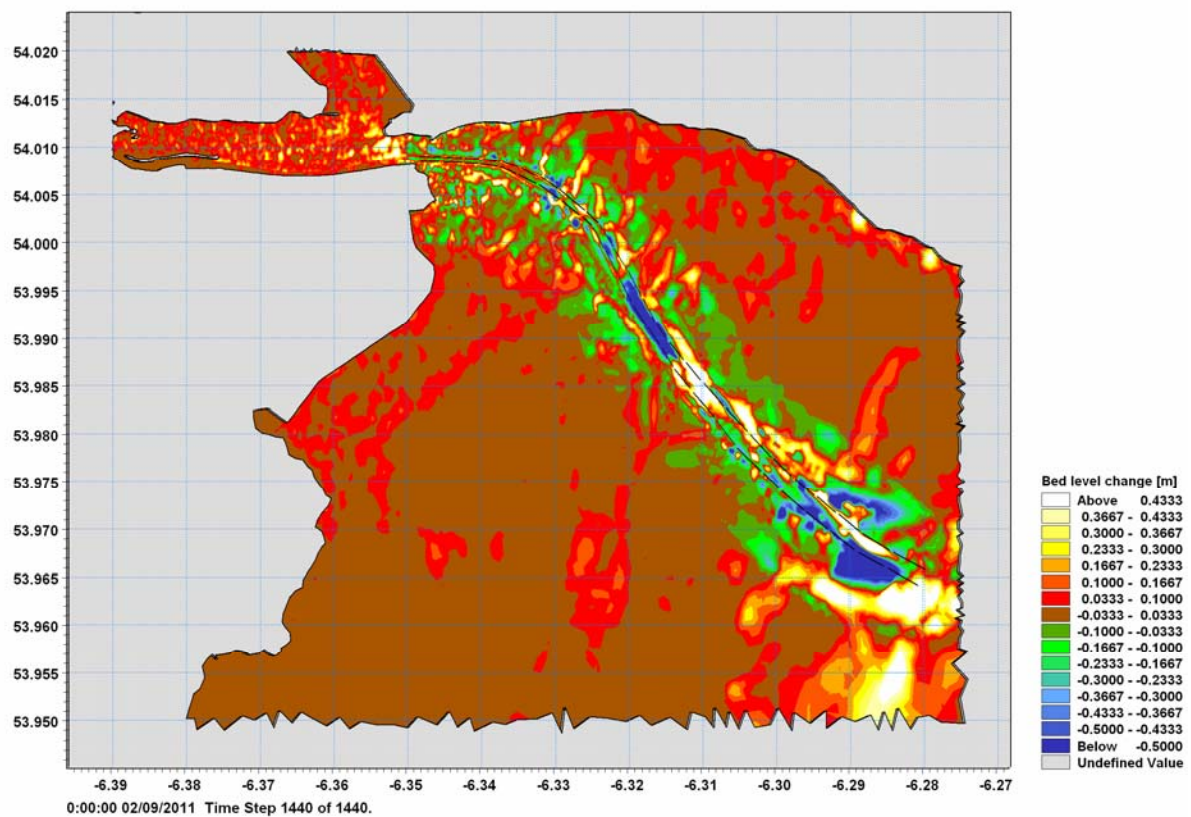 54.020
54.015
54.010
54.005
54.000
53.995
53.990
53.985
53.980
53.975
53.970
53.965
53.960
53.955
53.950
-6.39 -6.38 -6.37 -6.36 -6.35 -6.34 -6.33 -6.32 -6.31 -6.30 -6.29 -6.28 -6.27
0:00:00 02/09/2011 Time Step 1440 of 1440.
Bed level change [m]
Above 0.4333
0.3667 - 0.4333
0.3000 - 0.3667
0.2333 - 0.3000
0.1667 - 0.2333
0.1000 - 0.1667
0.0333 - 0.1000
-0.0333 - 0.0333
-0.1000 - -0.0333
-0.1667 - -0.1000
-0.2333 - -0.1667
-0.3000 - -0.2333
-0.3667 - -0.3000
-0.4333 - -0.3667
-0.5000 - -0.4333
Below -0.5000
Undefined Value